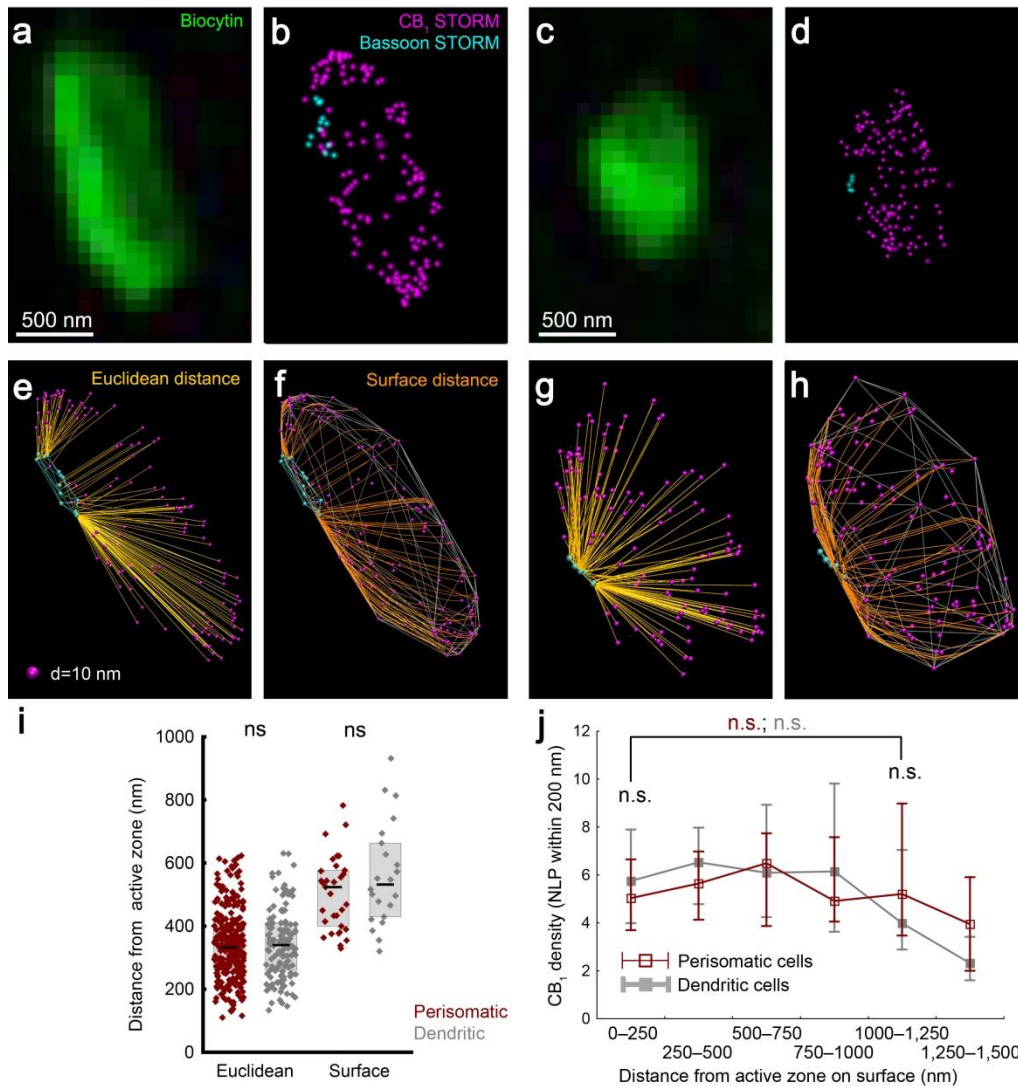 a
Biocytin
500 nm
b
CB₁ STORM
Bassoon STORM
c
500 nm
d
e
Euclidean distance
d=10 nm
f
Surface distance
g
h
i
ns
ns
Distance from active zone (nm)
1000
800
600
400
200
0
Euclidean
Surface
Perisomatic
Dendritic
j
n.s.; n.s.
n.s.
n.s.
CB₁ density (NLP within 200 nm)
12
10
8
6
4
2
0
Perisomatic cells
Dendritic cells
0–250
500–750
1000–1,250
250–500
750–1000
1,250–1,500
Distance from active zone on surface (nm)